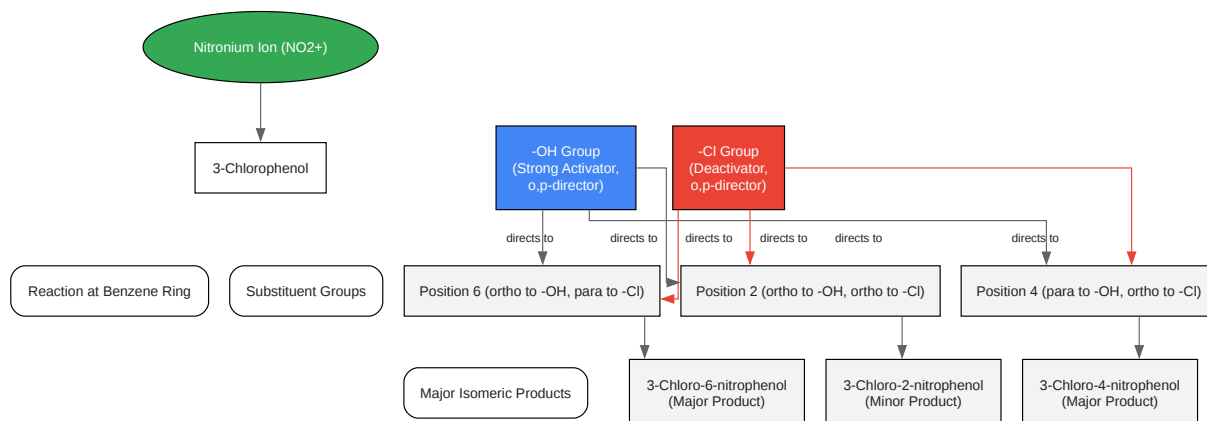 Nitronium Ion (NO2+)
3-Chlorophenol
-OH Group
(Strong Activator,
o,p-director)
-Cl Group
(Deactivator,
o,p-director)
directs to
directs to
directs to
directs to
directs to
directs to
Reaction at Benzene Ring
Substituent Groups
Position 6 (ortho to -OH, para to -Cl)
Position 2 (ortho to -OH, ortho to -Cl)
Position 4 (para to -OH, ortho to -Cl)
Major Isomeric Products
3-Chloro-6-nitrophenol
(Major Product)
3-Chloro-2-nitrophenol
(Minor Product)
3-Chloro-4-nitrophenol
(Major Product)